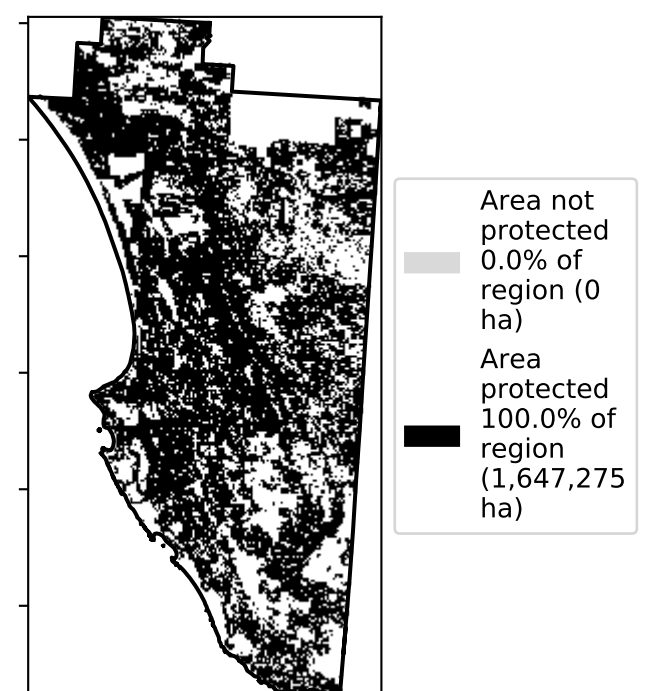 Area not
protected
0.0% of
region (0
ha)
Area
protected
100.0% of
region
(1,647,275
ha)